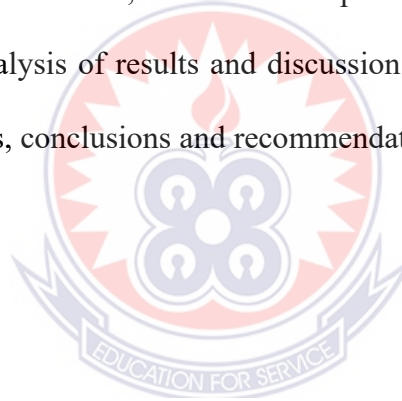 alysis of results and discussion
s, conclusions and recommendat
EDUCATION FOR SERVICE